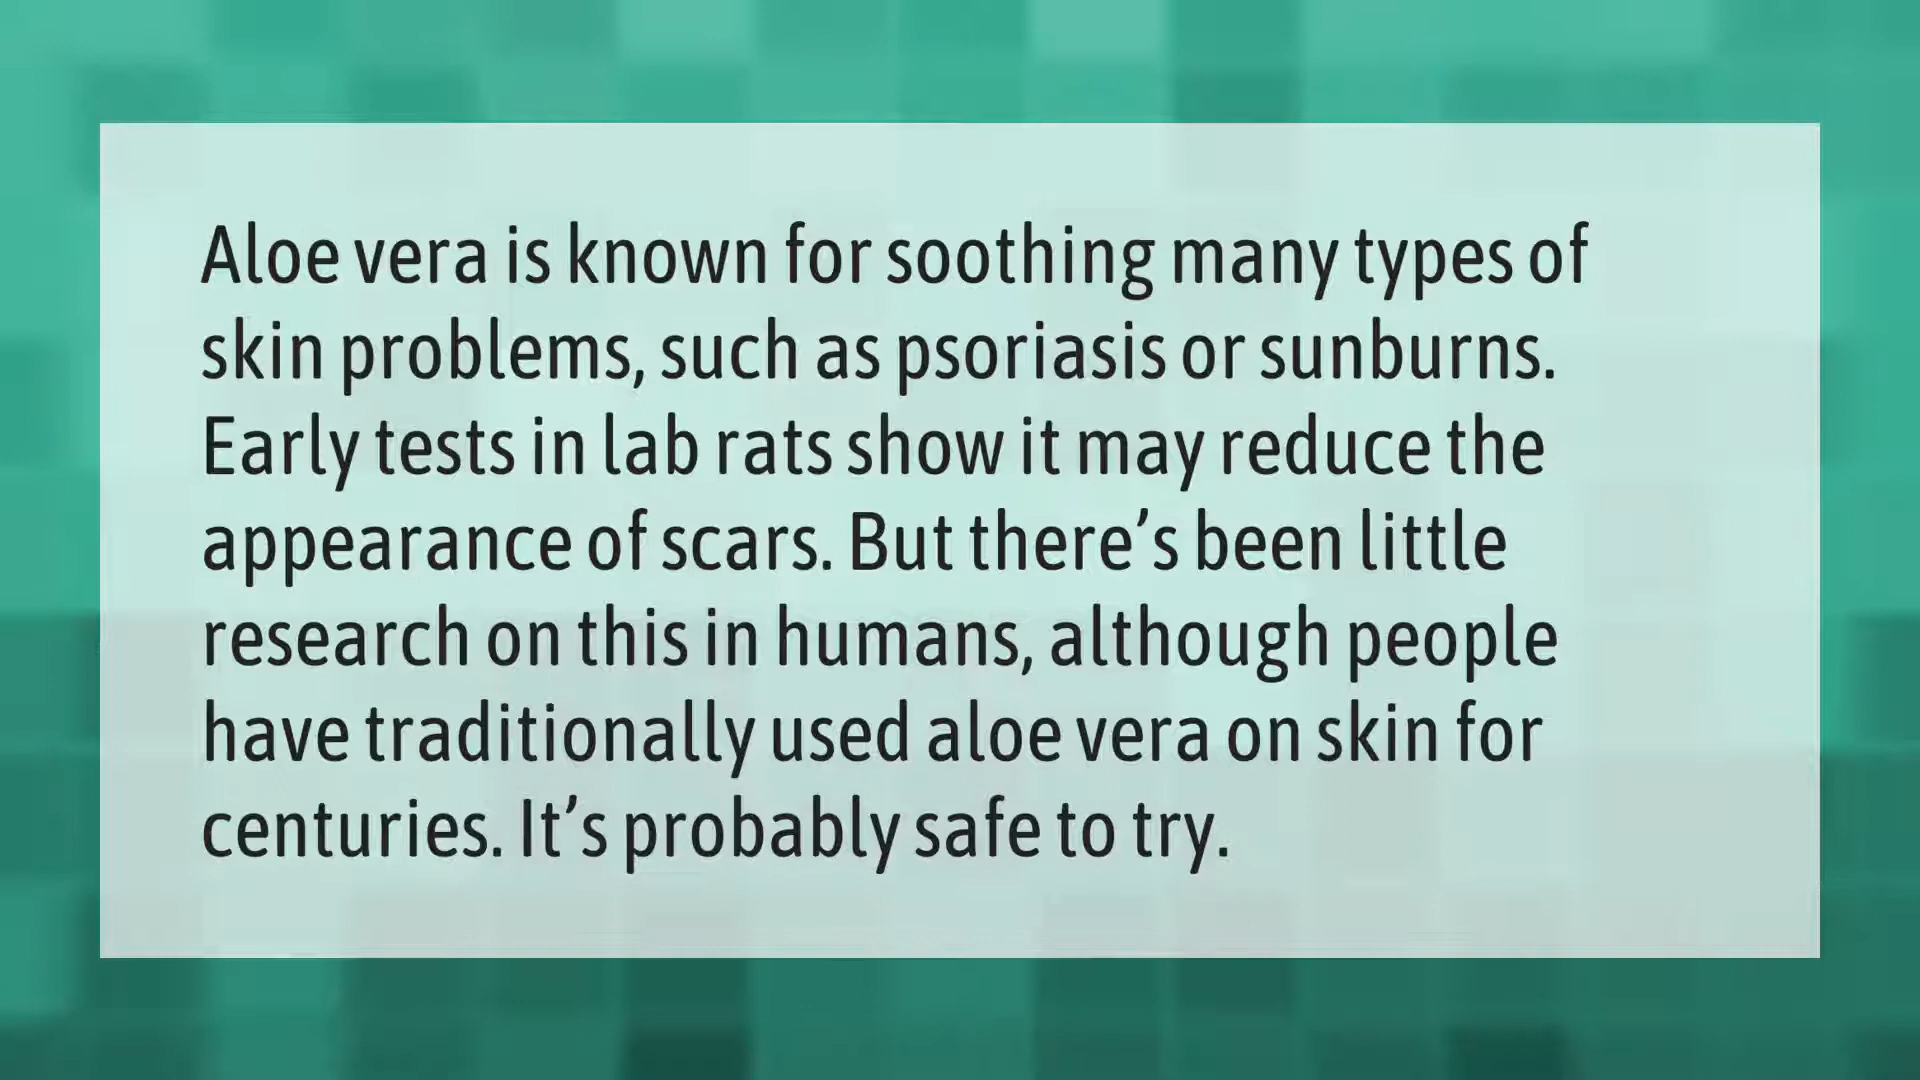 Aloe vera is known for soothing many types of
skin problems, such as psoriasis or sunburns.
Early tests in lab rats show it may reduce the
appearance of scars. But there’s been little
research on this in humans, although people
have traditionally used aloe vera on skin for
centuries. It’s probably safe to try.